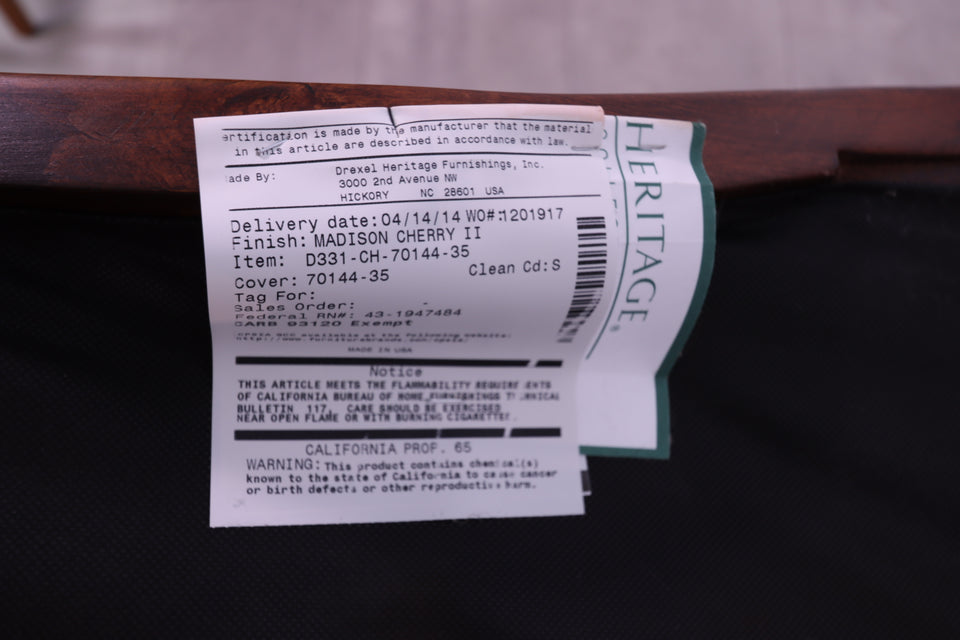 ertification is made by the manufacturer that the material
in this article are described in accordance with law.
ade By: Drexel Heritage Furnishings, Inc.
3000 2nd Avenue NW
HICKORY NC 28601 USA
Delivery date:04/14/14 WO#:1201917
Finish: MADISON CHERRY II
Item: D331-CH-70144-35
Clean Cd:S
Cover: 70144-35
Tag For:
Sales Order: -
Federal RN#: 43-1947484
CARB 93120 Exempt
available at the following website:
MADE IN USA
Notice
THIS ARTICLE MEETS THE FLAMMABILITY REQUIREMENTS
OF CALIFORNIA BUREAU OF HOME FURNISHINGS TECHNICAL
BULLETIN 117. CARE SHOULD BE EXERCISED
NEAR OPEN FLAME OR WITH BURNING CIGARETTES.
CALIFORNIA PROP. 65
WARNING: This product contains chemical(s)
known to the state of California to cause cancer
or birth defects or other reproductive harm.
HERITAGE®